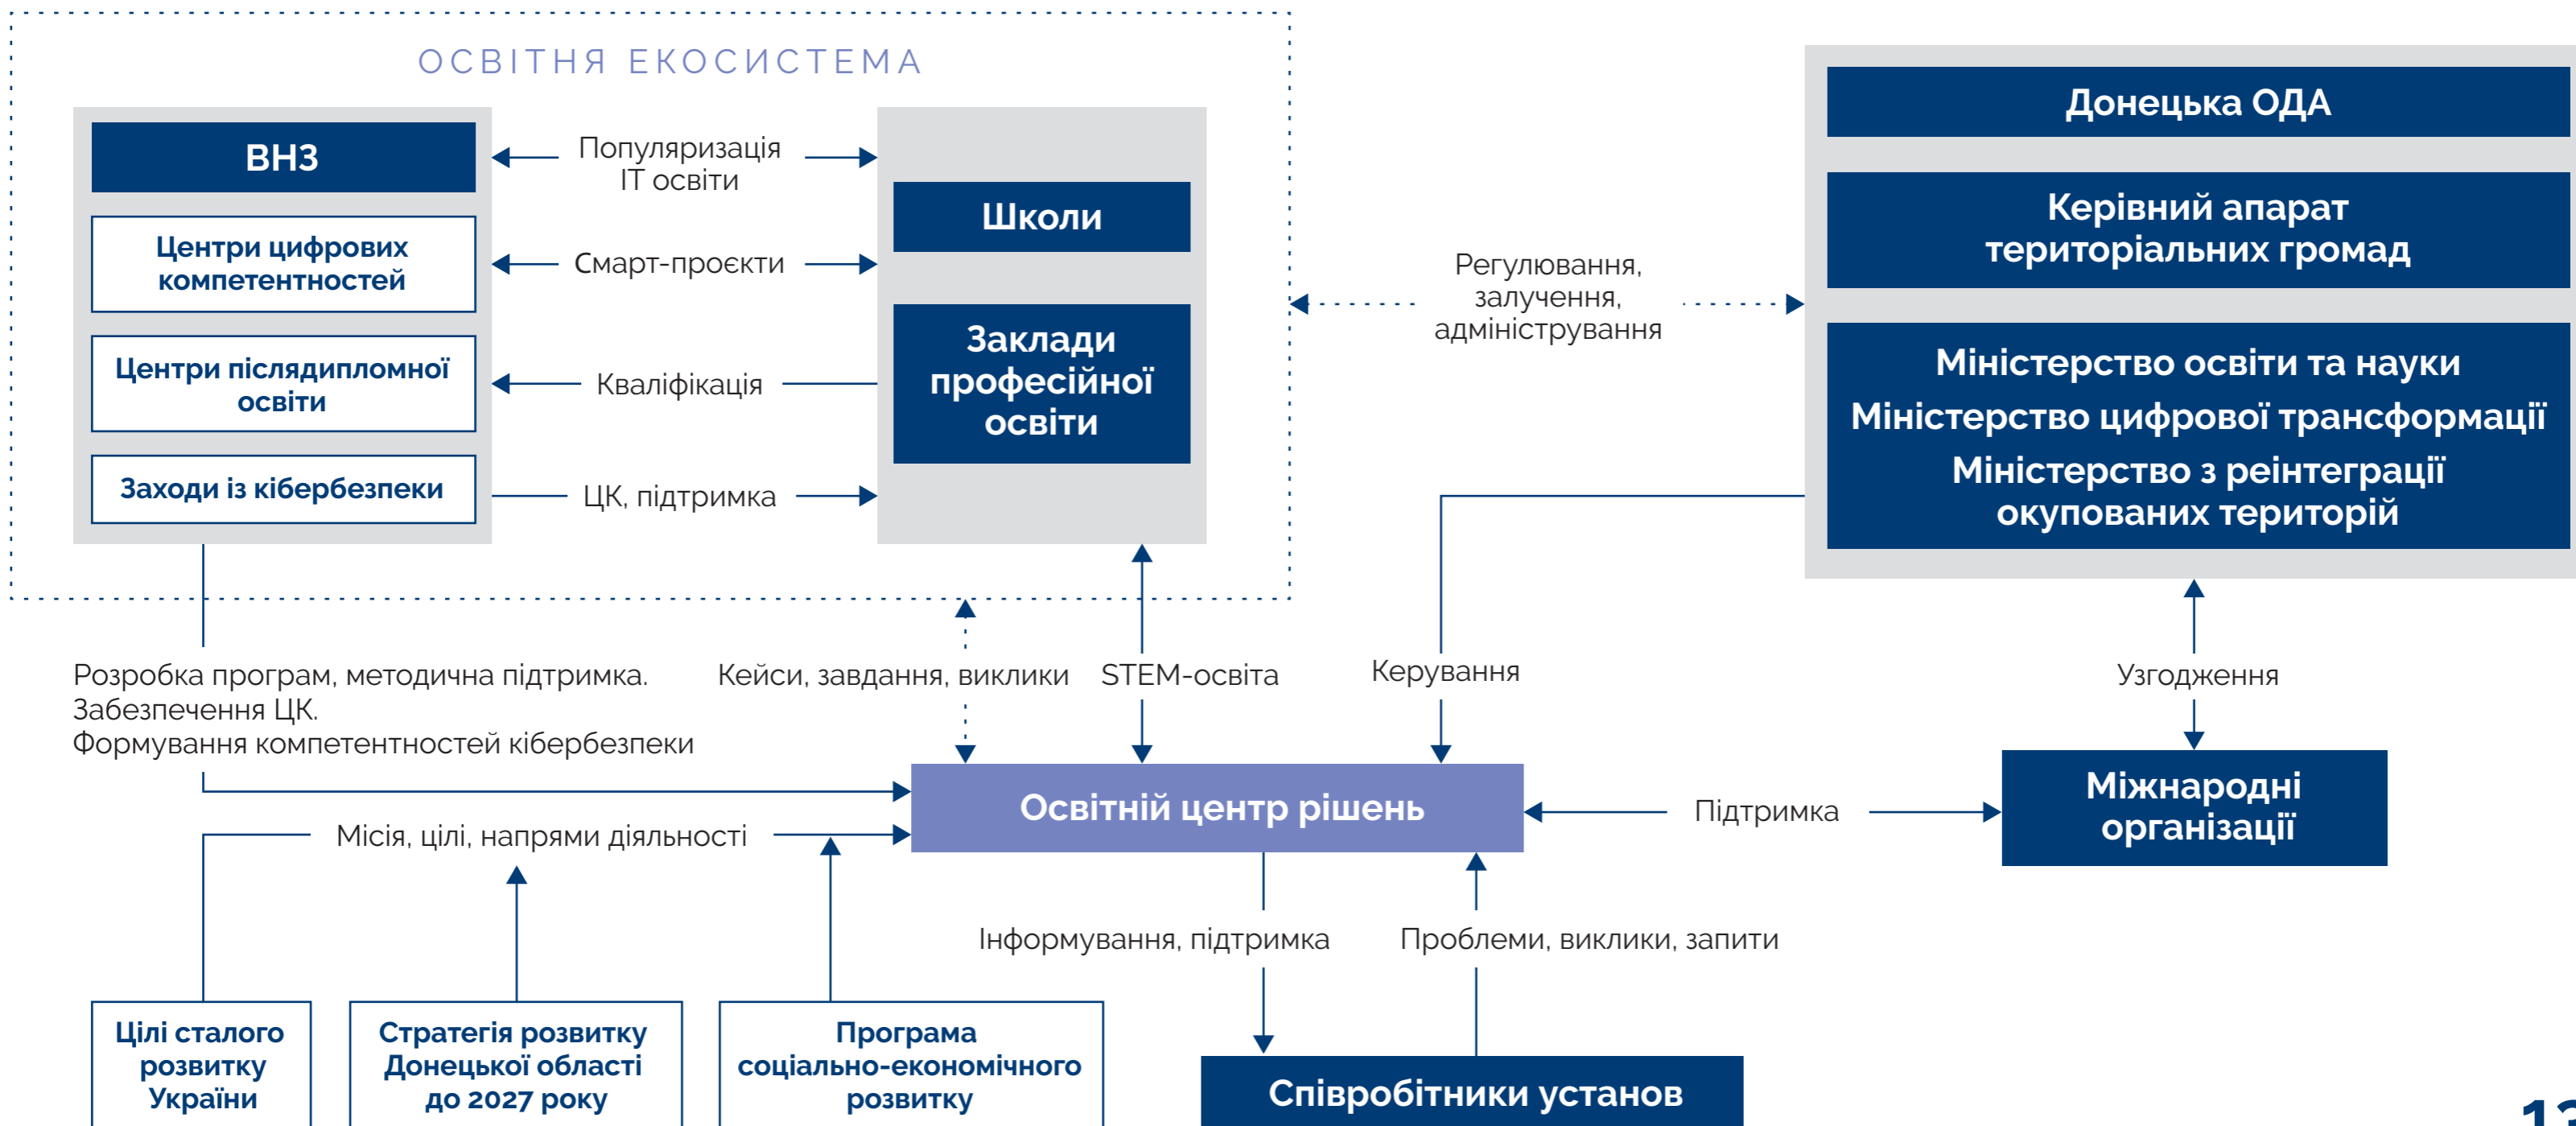 ОСВІТНЯ ЕКОСИСТЕМА
ВНЗ
Центри цифрових
компетентностей
Центри післядипломної
освіти
Заходи із кібербезпеки
Популяризація
ІТ освіти
Смарт-проєкти
Кваліфікація
ЦК, підтримка
Школи
Заклади
професійної
освіти
Регулювання,
залучення,
адміністрування
Донецька ОДА
Керівний апарат
територіальних громад
Міністерство освіти та науки
Міністерство цифрової трансформації
Міністерство з реінтеграції
окупованих територій
Розробка програм, методична підтримка.
Забезпечення ЦК.
Формування компетентностей кібербезпеки
Кейси, завдання, виклики
STEM-освіта
Керування
Узгодження
Освітній центр рішень
Підтримка
Міжнародні
організації
Місія, цілі, напрями діяльності
Інформування, підтримка
Проблеми, виклики, запити
Цілі сталого
розвитку
України
Стратегія розвитку
Донецької області
до 2027 року
Програма
соціально-економічного
розвитку
Співробітники установ